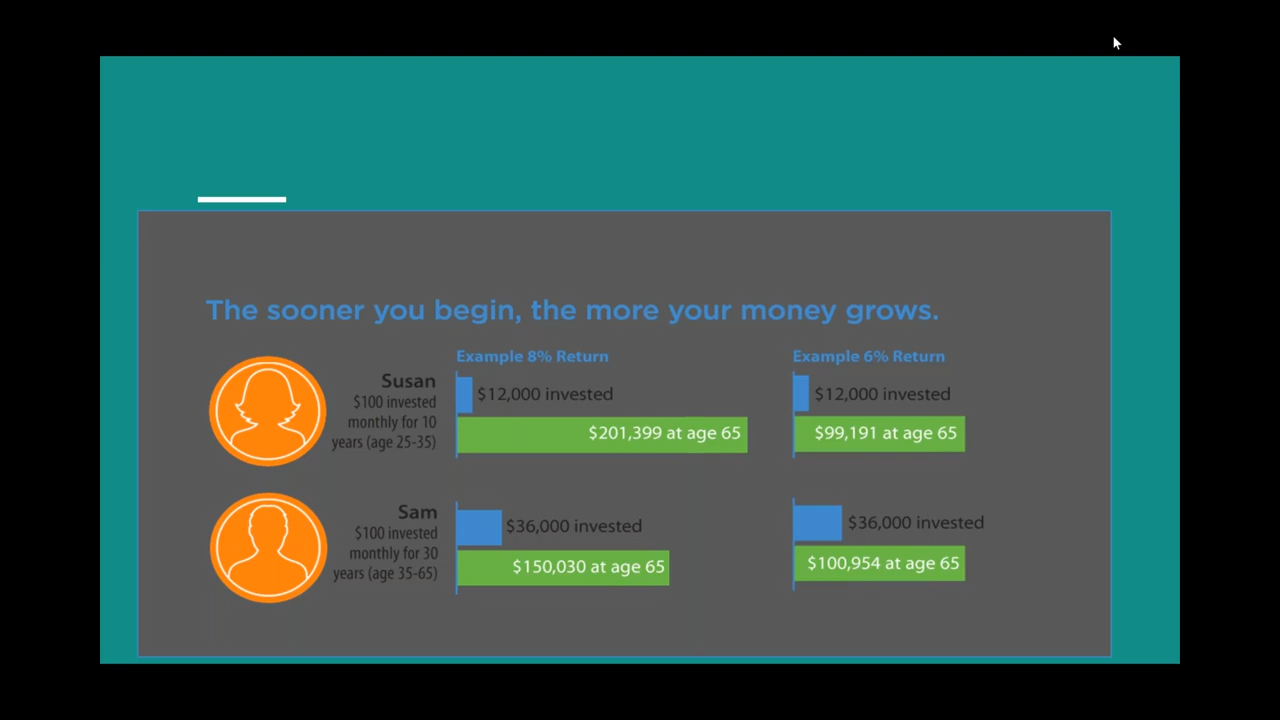 The sooner you begin, the more your money grows.
Example 8% Return
Example 6% Return
Susan
$100 invested
monthly for 10
years (age 25-35)
$12,000 invested
$201,399 at age 65
$12,000 invested
$99,191 at age 65
Sam
$100 invested
monthly for 30
years (age 35-65)
$36,000 invested
$150,030 at age 65
$36,000 invested
$100,954 at age 65